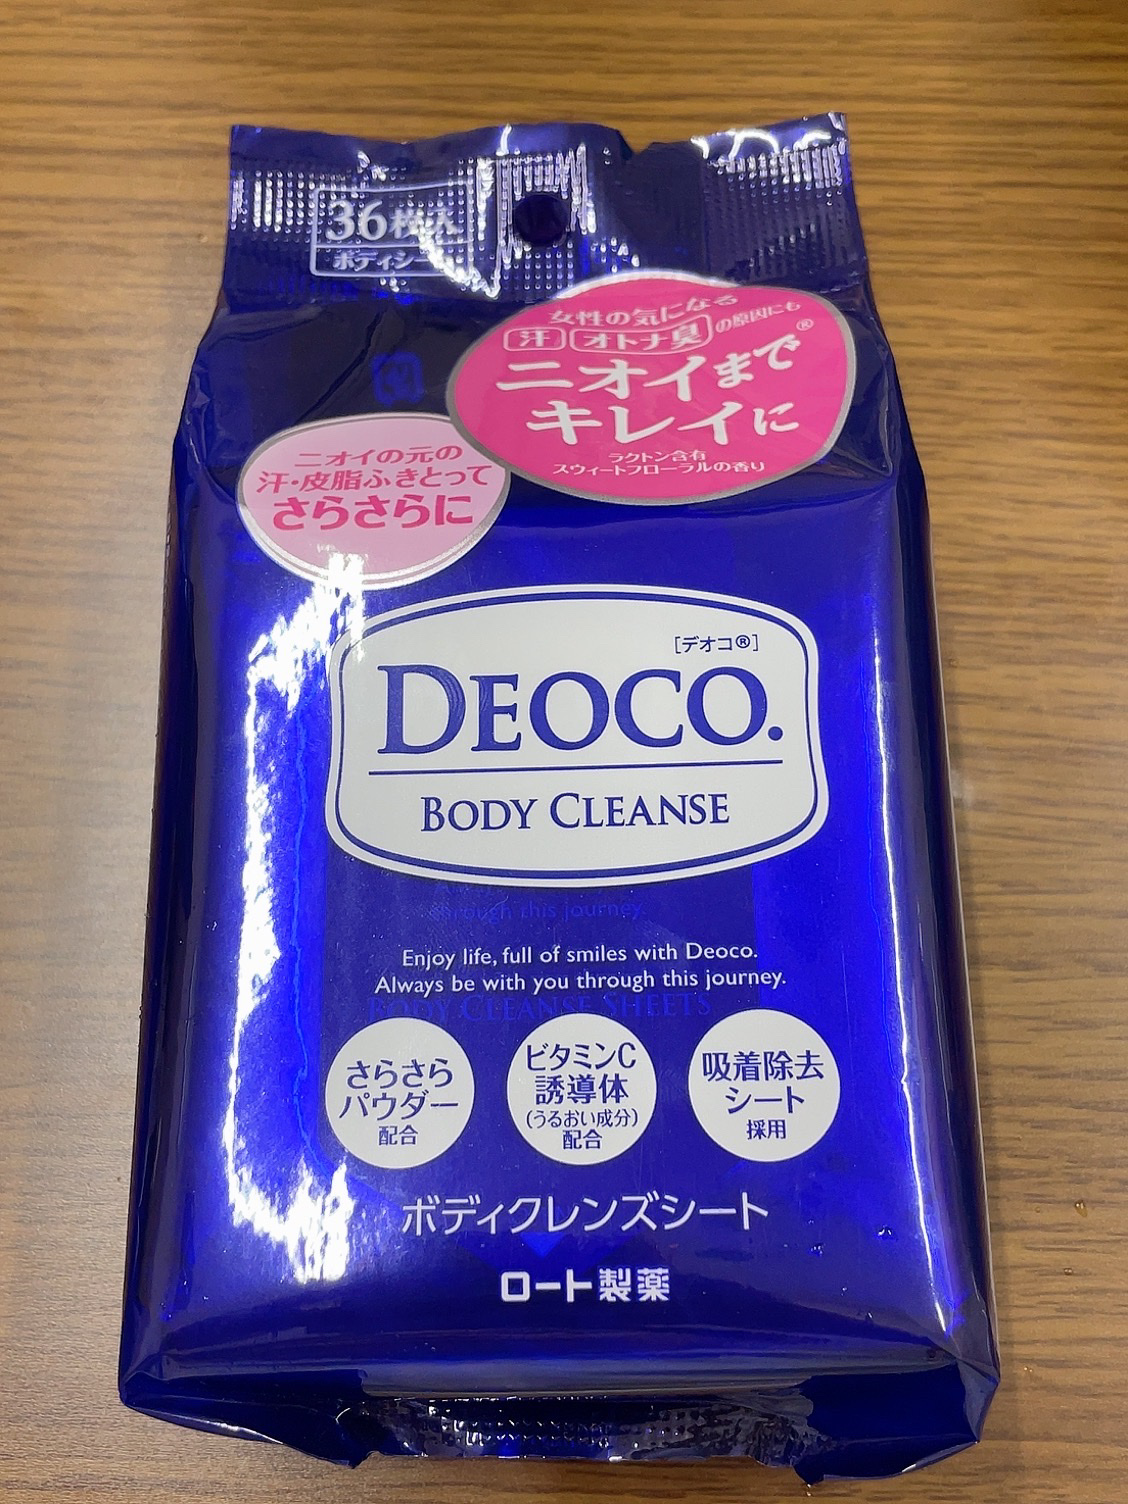 36枚入
ボディシート
女性の気になる
汗 オトナ臭 の原因にも
ニオイまで®
キレイに
ラクトン含有
スウィートフローラルの香り
ニオイの元の
汗・皮脂ふきとって
さらさらに
[デオコ®]
DEOCO.
BODY CLEANSE
through this journey.
Enjoy life, full of smiles with Deoco.
Always be with you through this journey.
BODY CLEANSE SHEETS
さらさら
パウダー
配合
ビタミンC
誘導体
(うるおい成分)
配合
吸着除去
シート
採用
ボディクレンズシート
ロート製薬